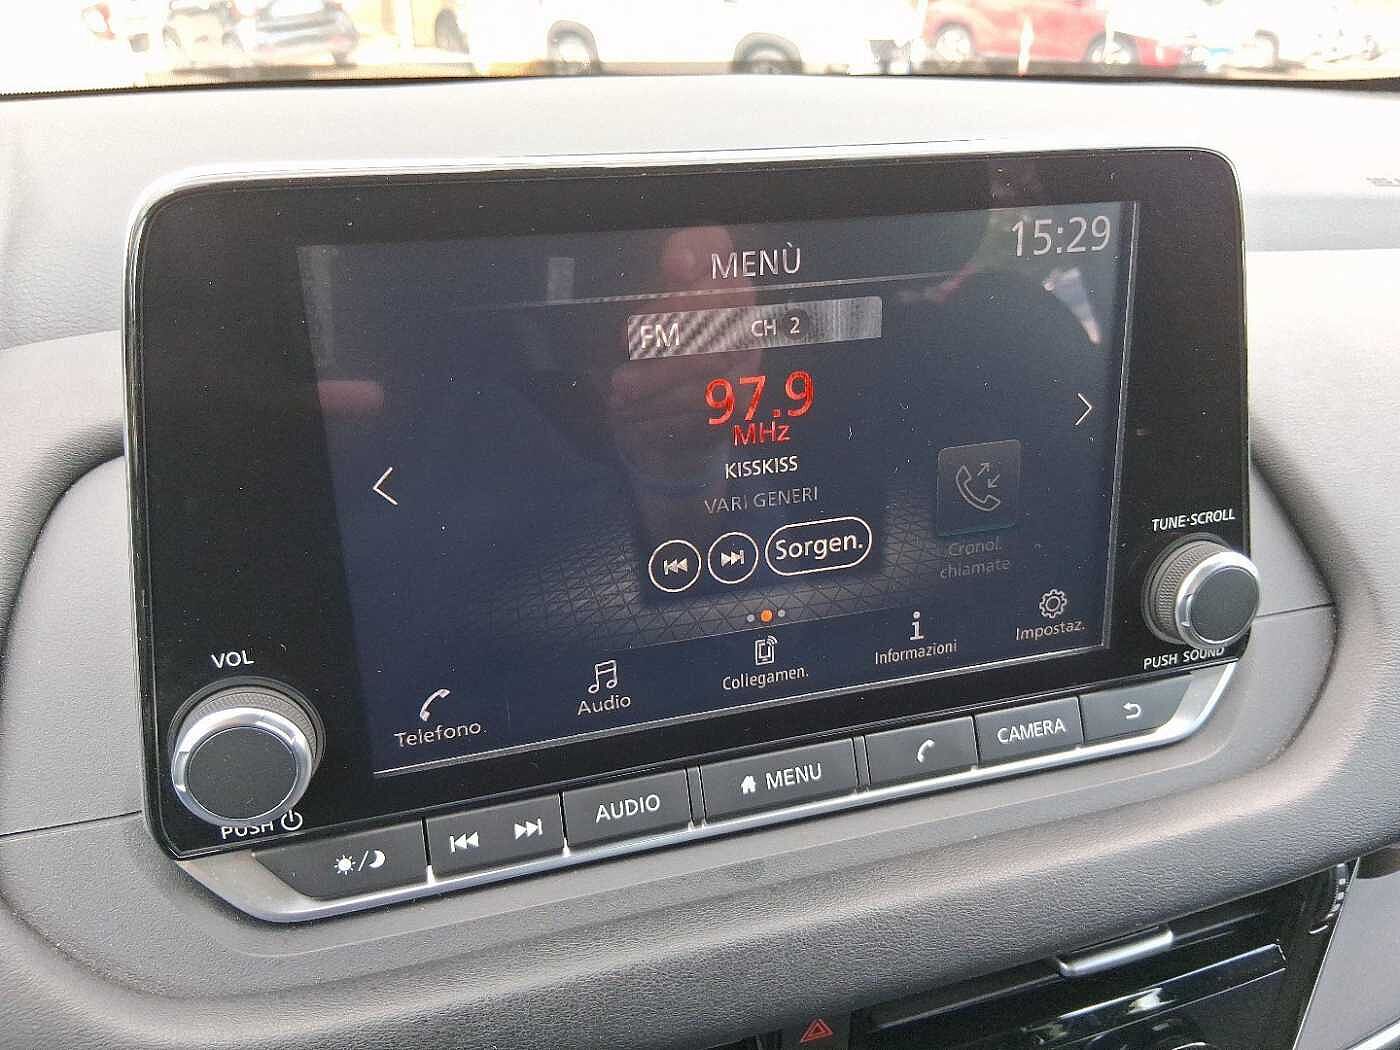 15:29
MENÙ
FM CH 2
97.9
MHz
KISSKISS
VARI GENERI
Sorgen.
Cronol.
chiamate
Telefono
Audio
Collegamen.
Informazioni
Impostaz.
VOL
PUSH
TUNE·SCROLL
PUSH SOUND
AUDIO
MENU
CAMERA